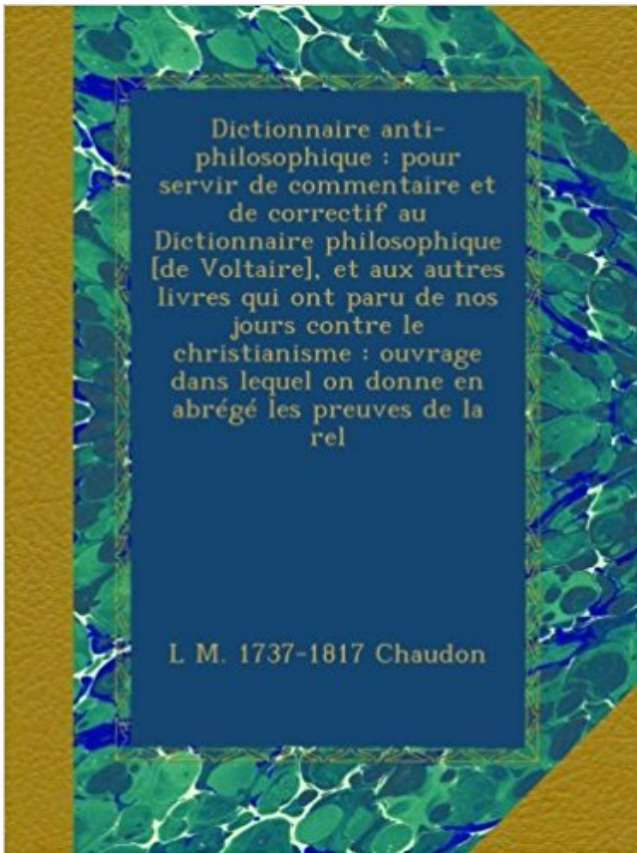 Dictionnaire anti-
philosophique : pour
servir de commentaire et
de correctif au
Dictionnaire philosophique
[de Voltaire], et aux autres
livres qui ont paru de nos
jours contre le
christianisme : ouvrage
dans lequel on donne en
abrégé les preuves de la
rel
L M. 1737-1817 Chaudon